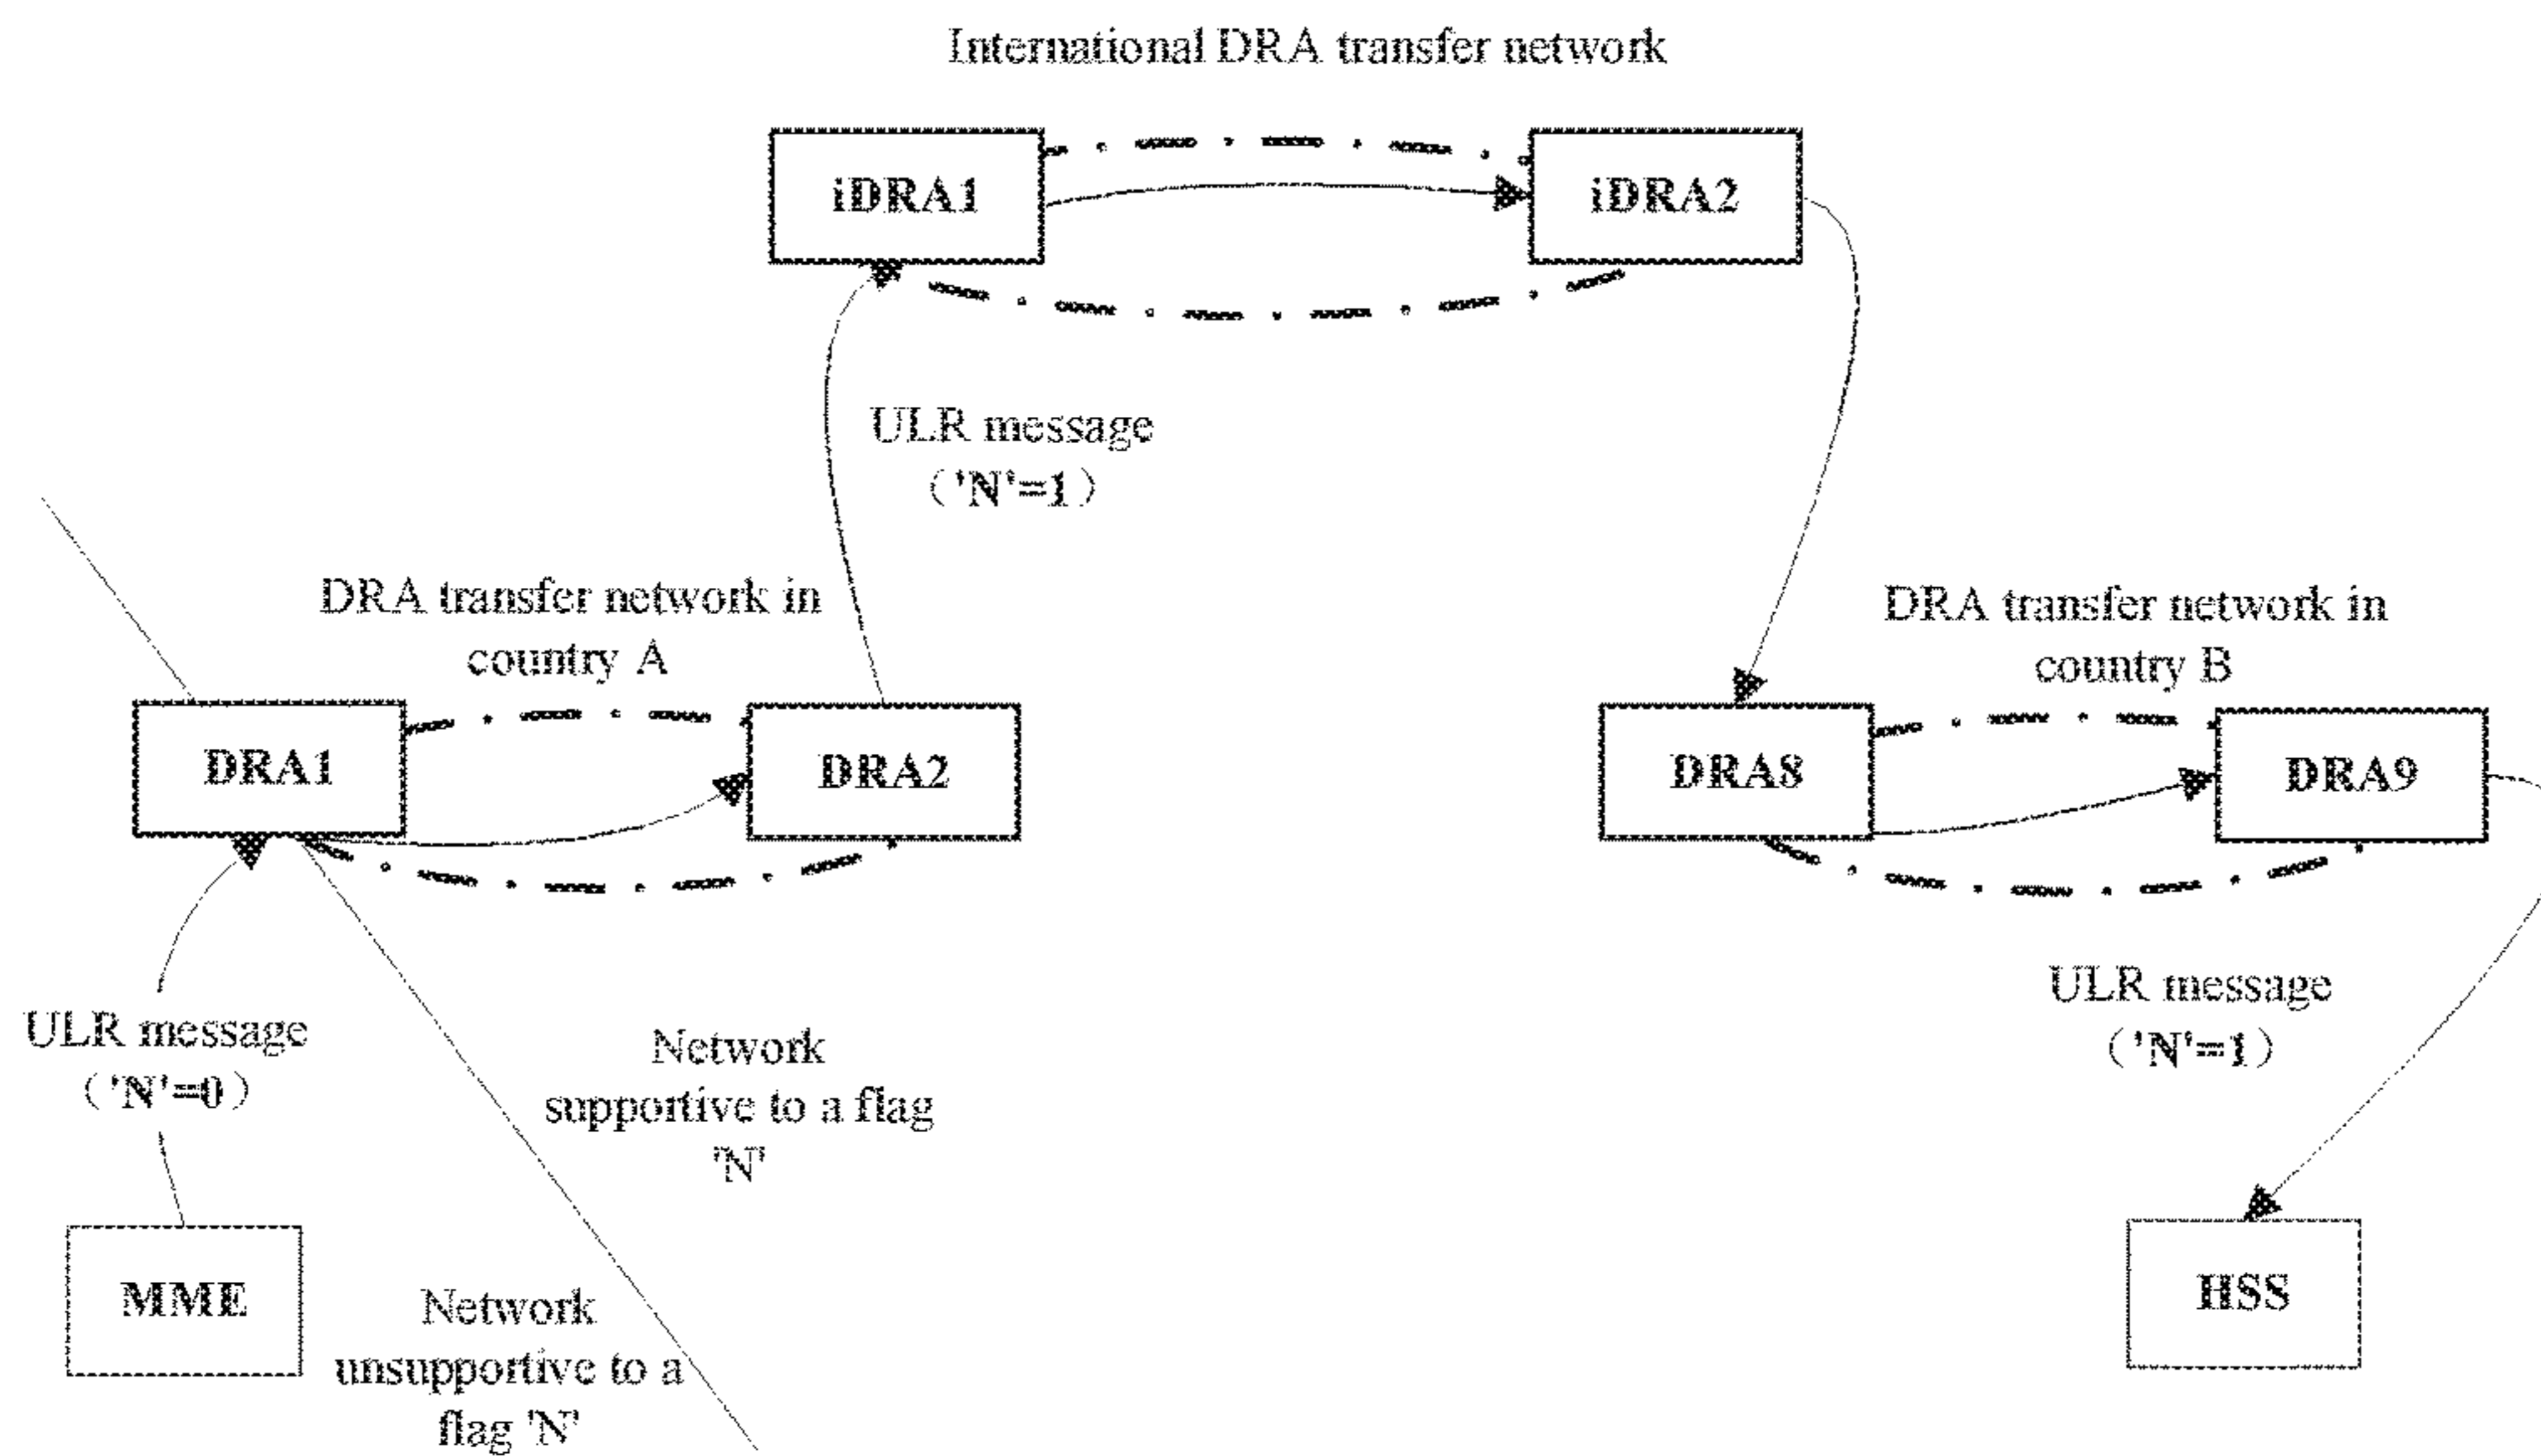 International DRA transfer network
iDRA1
iDRA2
ULR message
('N'=1)
DRA transfer network in
country A
DRA transfer network in
country B
DRA1
DRA2
DRA8
DRA9
ULR message
('N'=0)
Network
supportive to a flag
'N'
ULR message
('N'=1)
MME
Network
unsupportive to a
flag 'N'
HSS